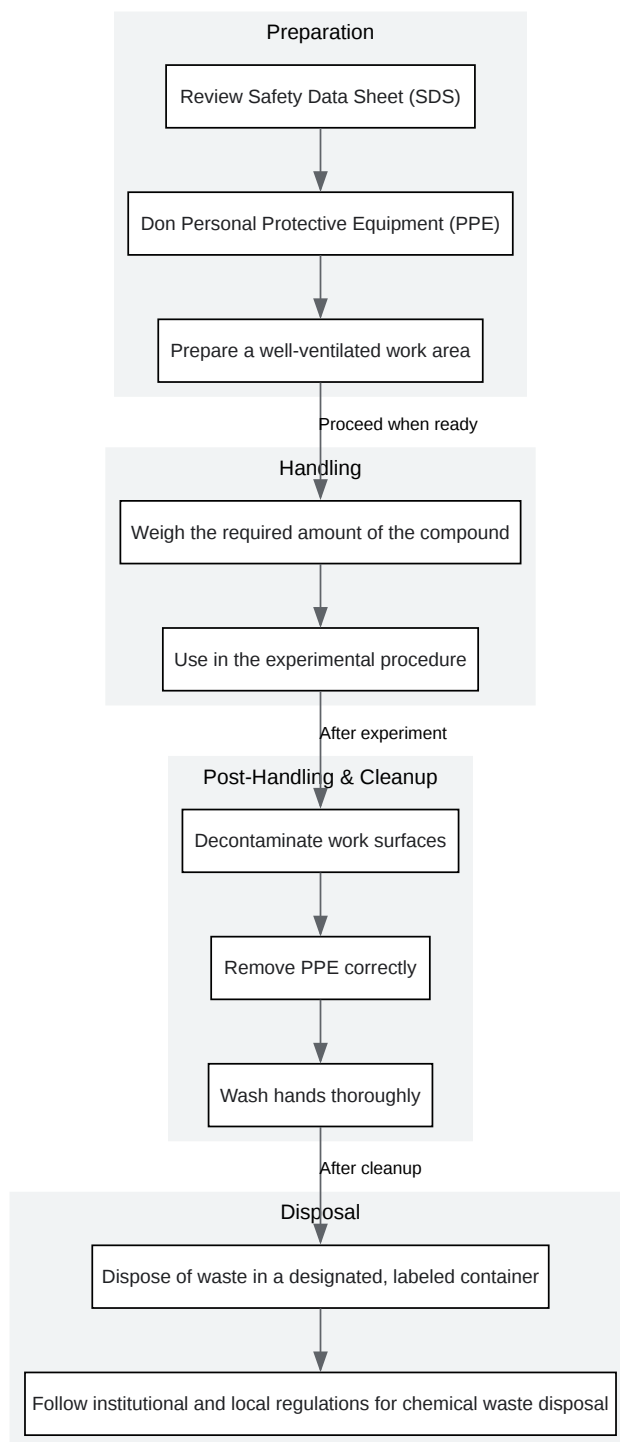 Preparation
Review Safety Data Sheet (SDS)
Don Personal Protective Equipment (PPE)
Prepare a well-ventilated work area
Proceed when ready
Handling
Weigh the required amount of the compound
Use in the experimental procedure
After experiment
Post-Handling & Cleanup
Decontaminate work surfaces
Remove PPE correctly
Wash hands thoroughly
After cleanup
Disposal
Dispose of waste in a designated, labeled container
Follow institutional and local regulations for chemical waste disposal